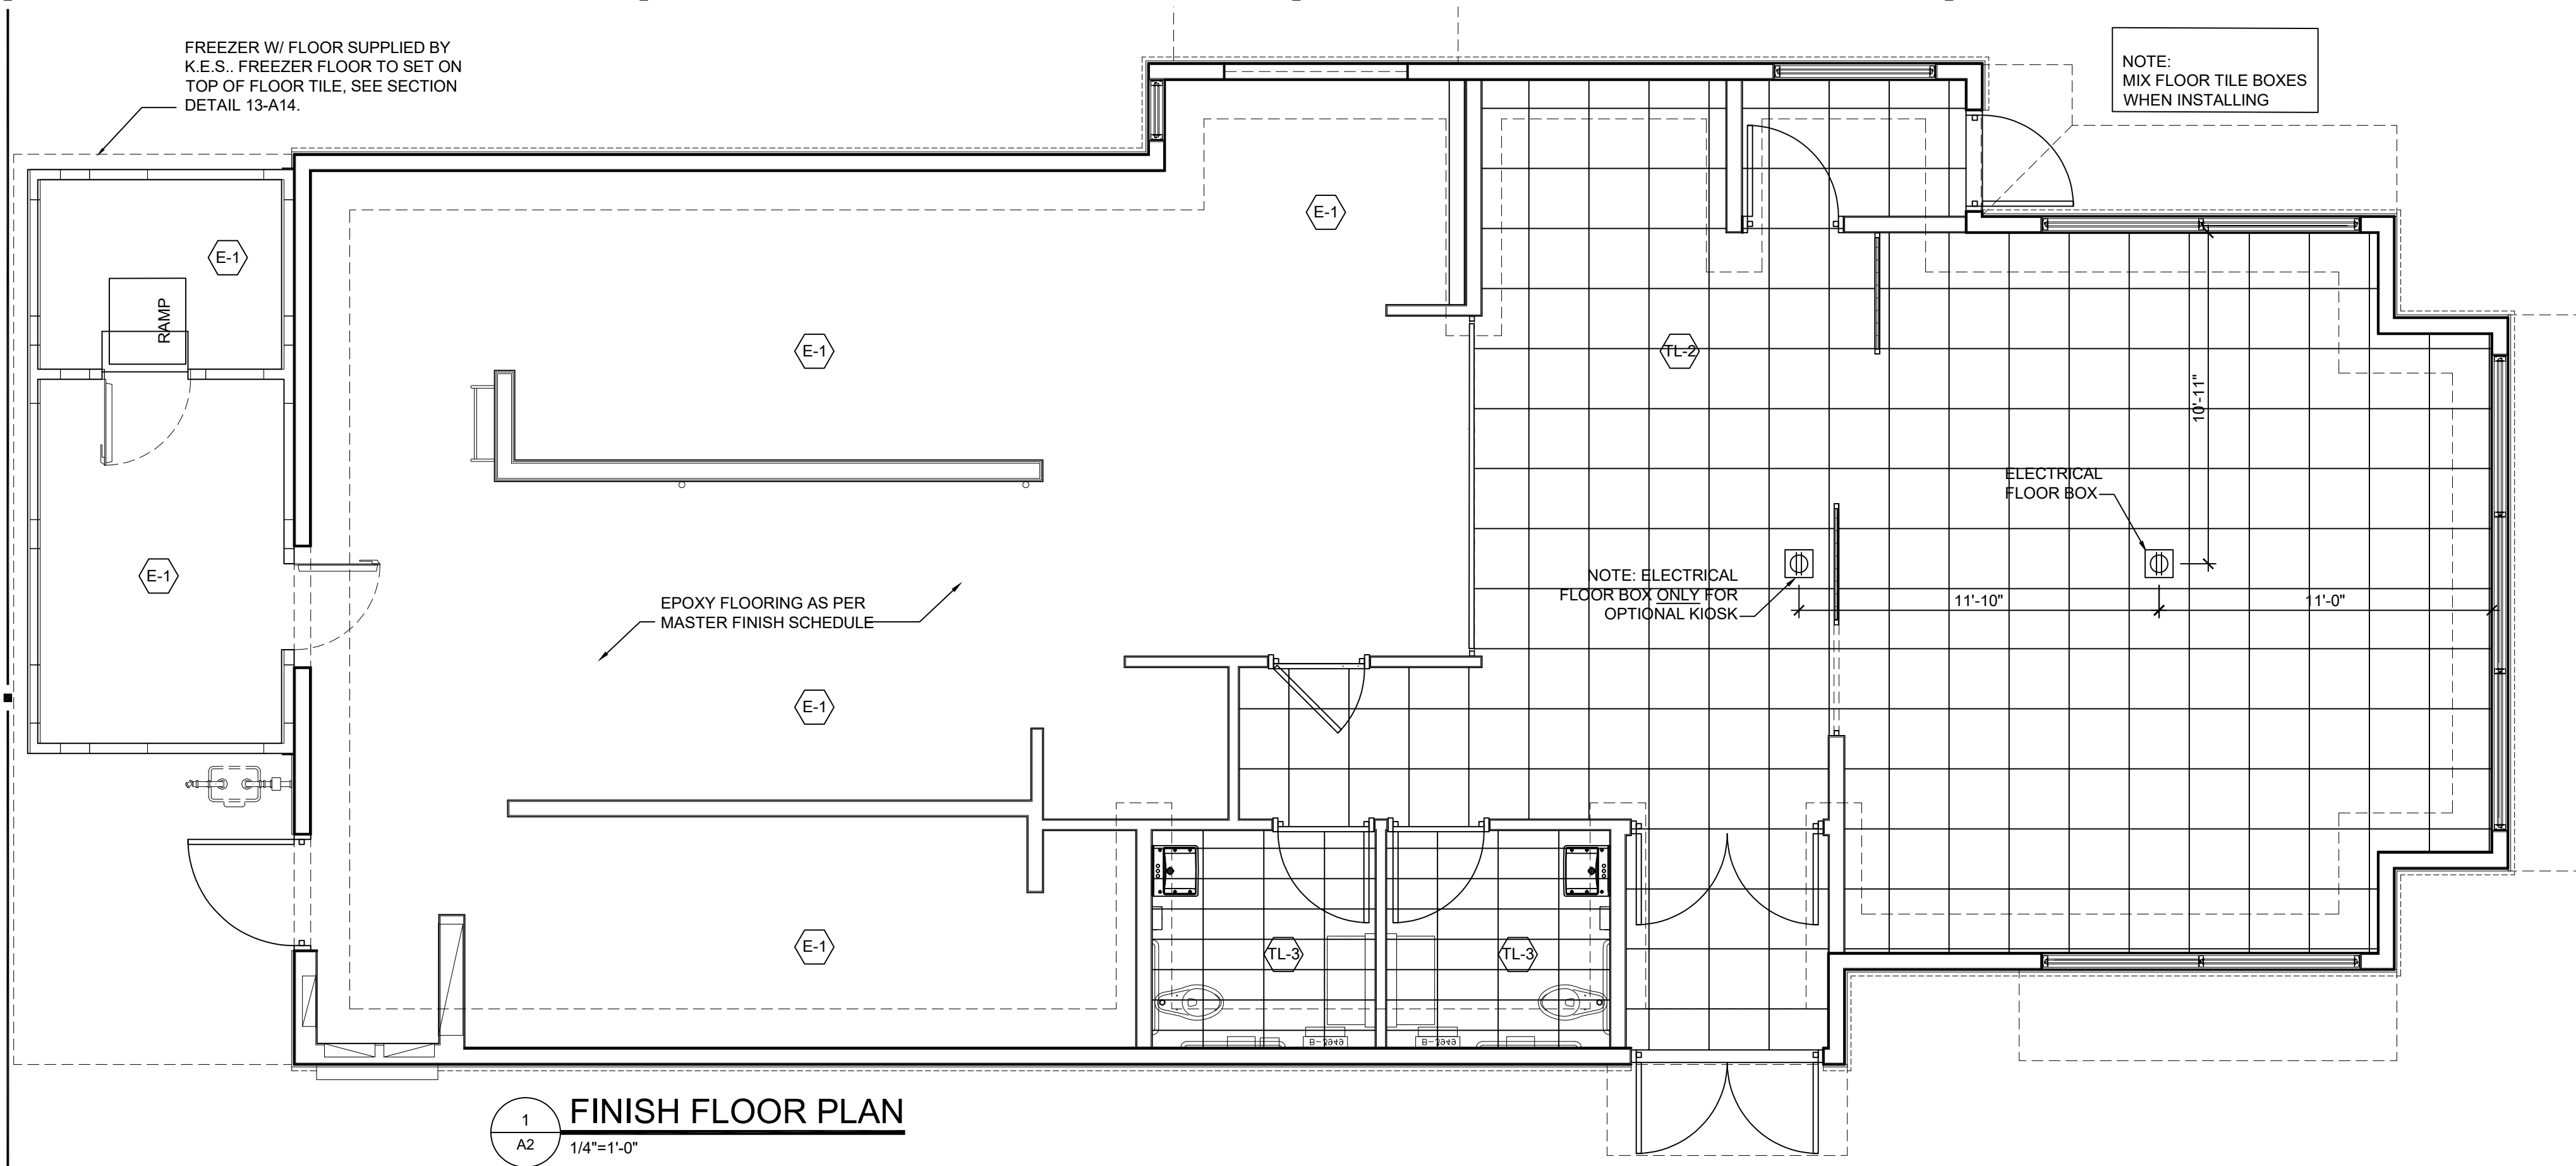 FREEZER W/ FLOOR SUPPLIED BY
K.E.S.. FREEZER FLOOR TO SET ON
TOP OF FLOOR TILE, SEE SECTION
DETAIL 13-A14.
NOTE:
MIX FLOOR TILE BOXES
WHEN INSTALLING
E-1
E-1
RAMP
E-1
TL-2
10'-11"
ELECTRICAL
FLOOR BOX
E-1
NOTE: ELECTRICAL
FLOOR BOX ONLY FOR
OPTIONAL KIOSK
11'-10"
11'-0"
EPOXY FLOORING AS PER
MASTER FINISH SCHEDULE
E-1
E-1
TL-3
TL-3
1
A2
FINISH FLOOR PLAN
1/4"=1'-0"